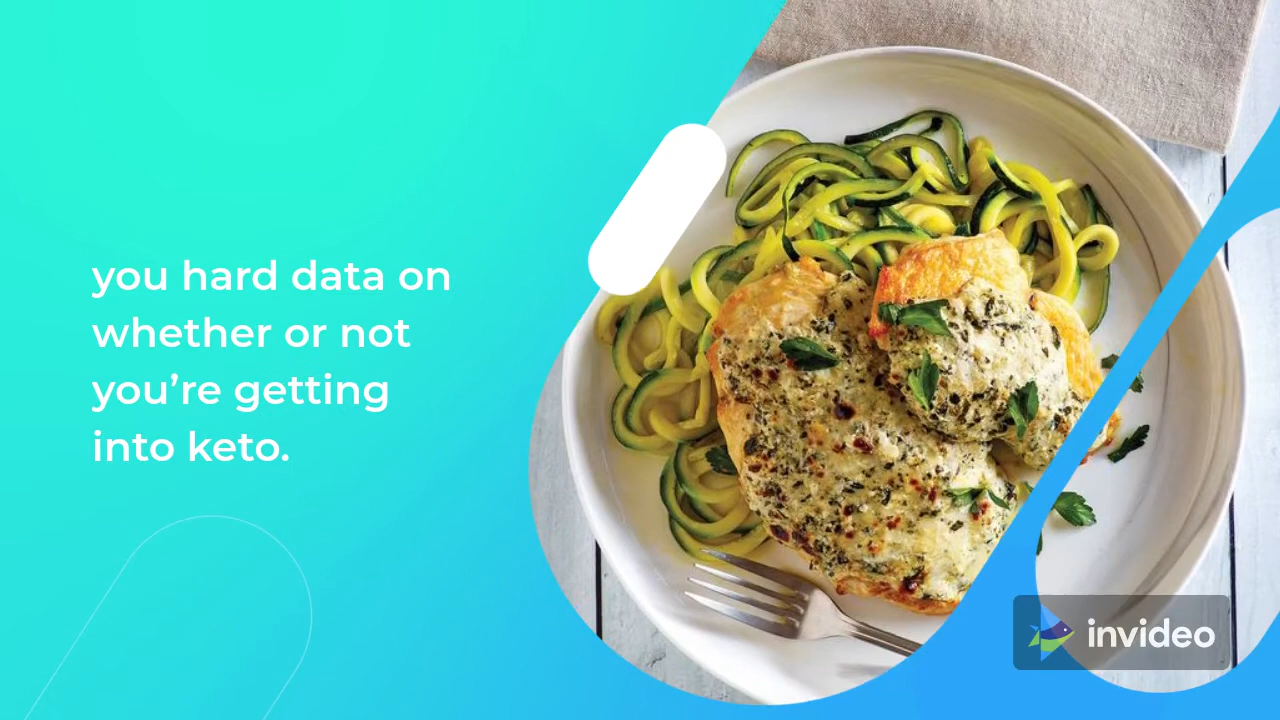 you hard data on
whether or not
you’re getting
into keto.
invideo